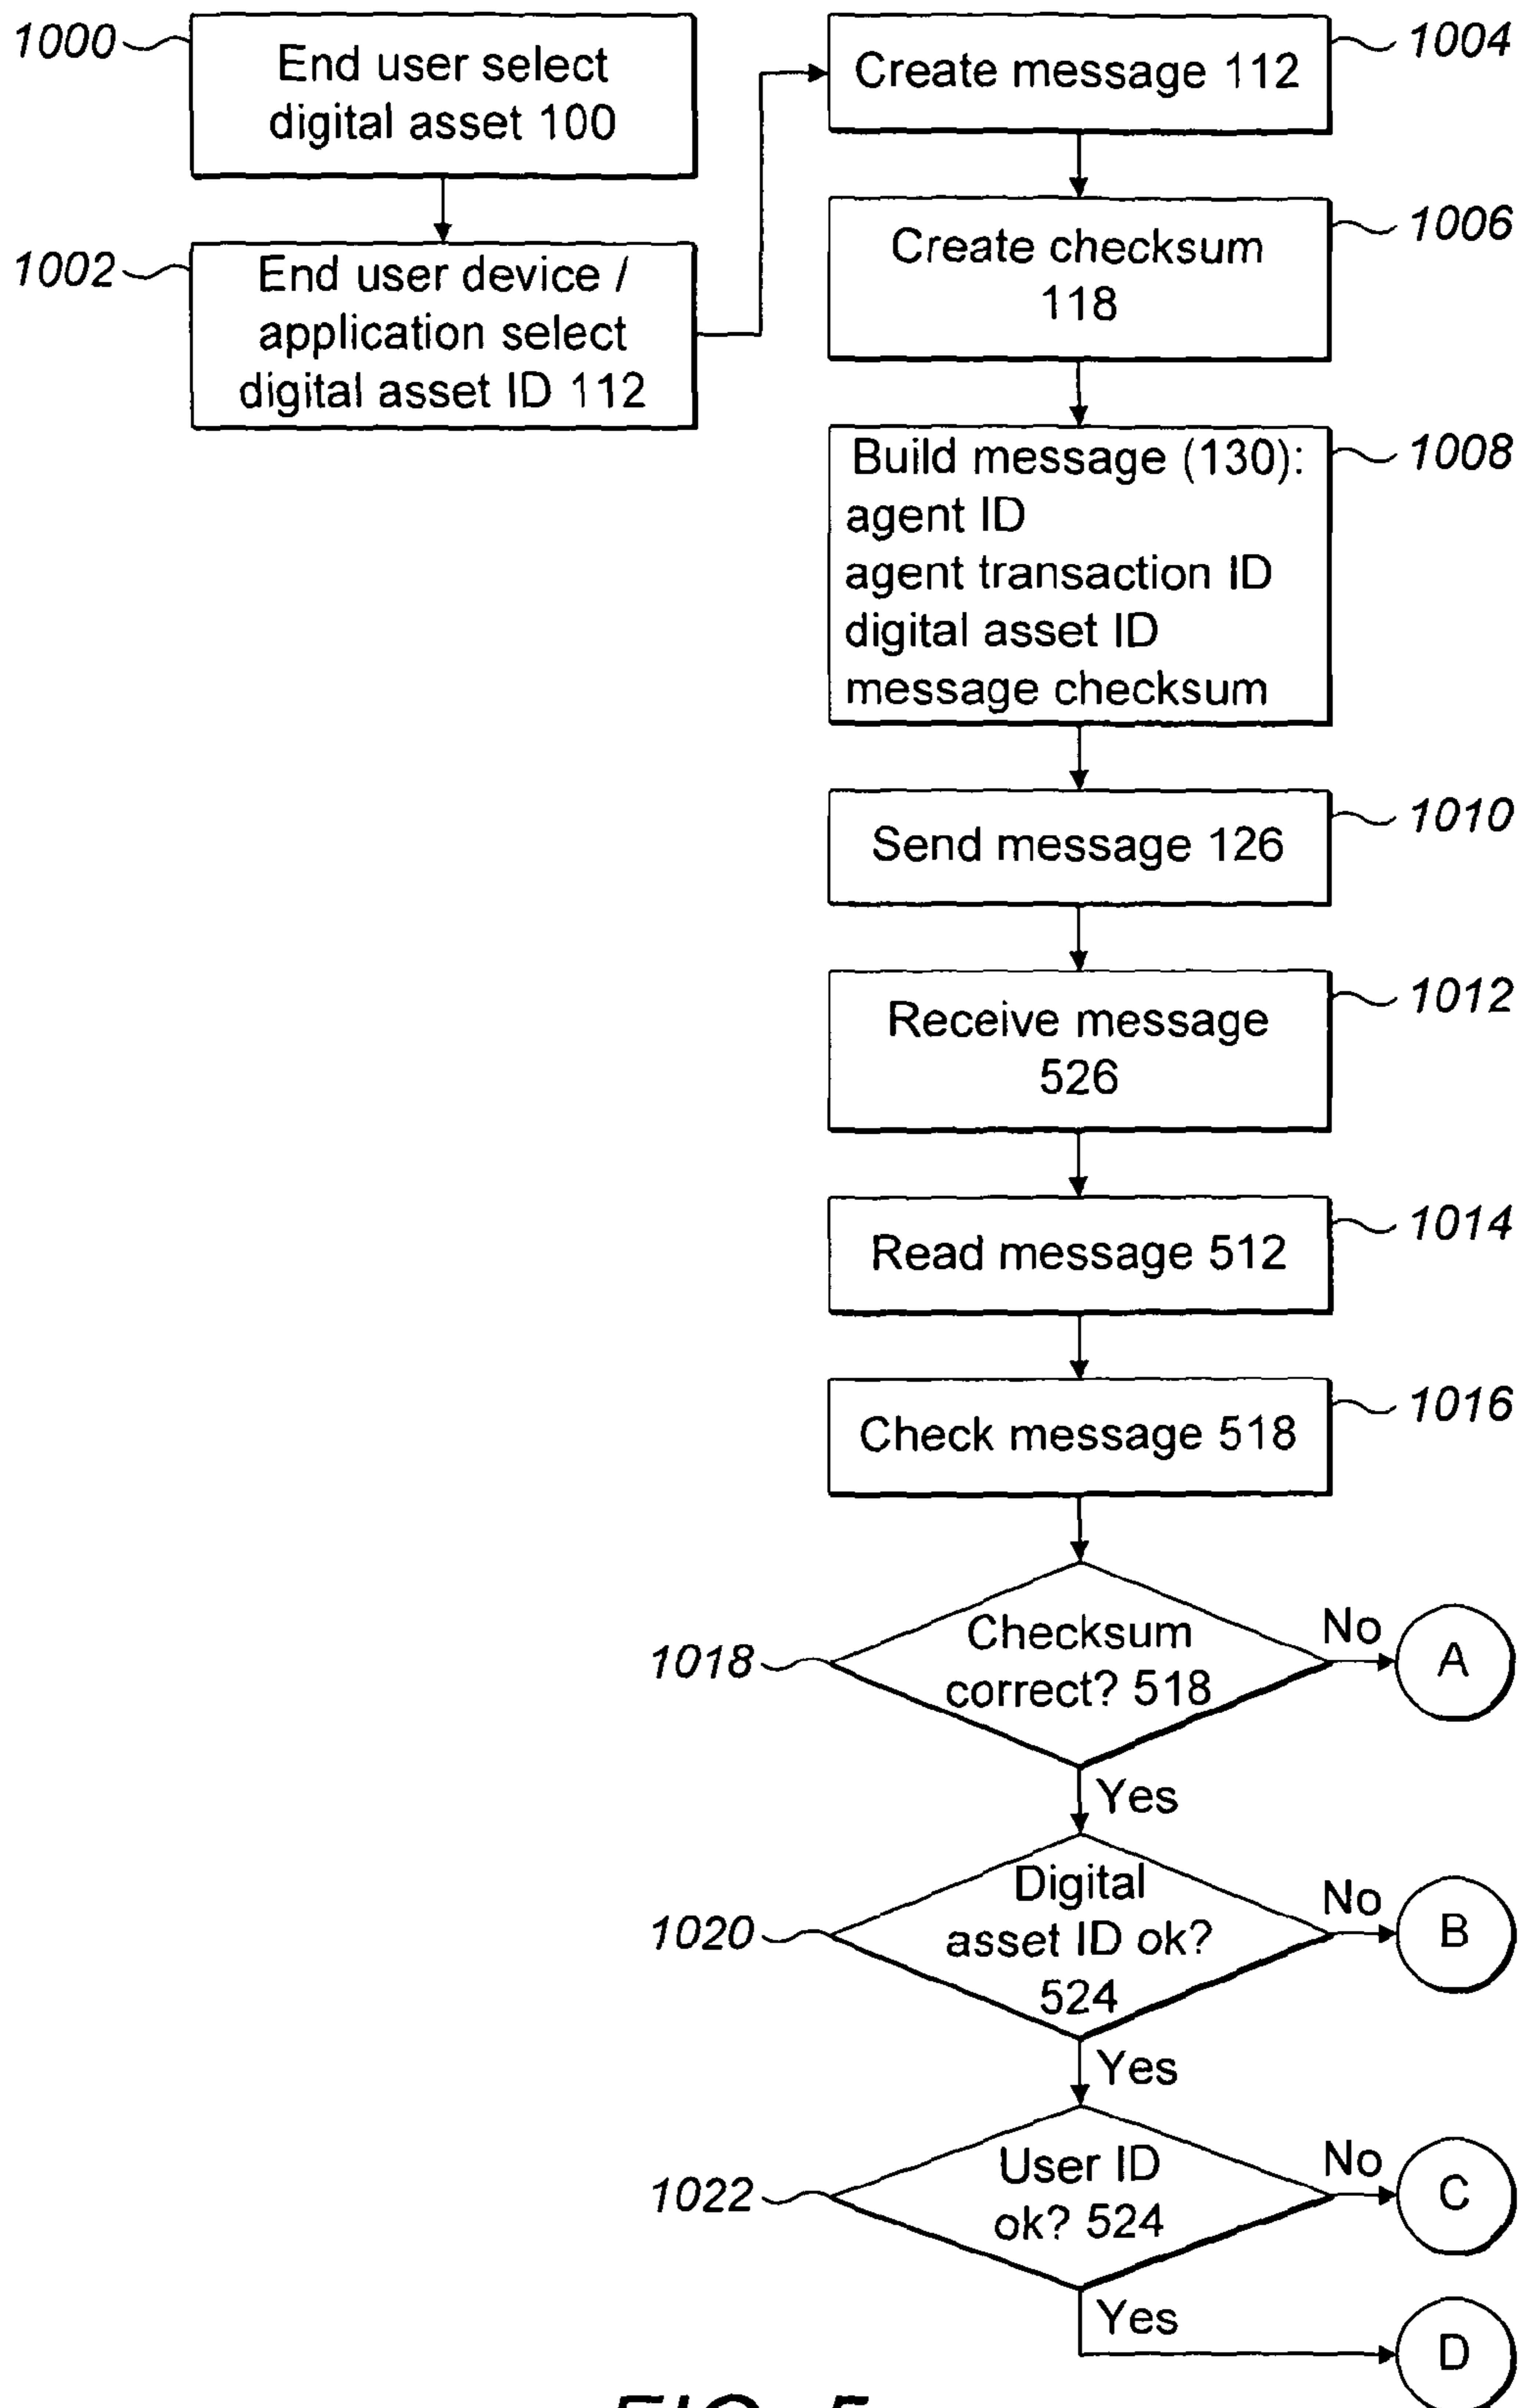 1000
End user select
digital asset 100
1002
End user device /
application select
digital asset ID 112
Create message 112
1004
Create checksum
118
1006
Build message (130):
agent ID
agent transaction ID
digital asset ID
message checksum
1008
Send message 126
1010
Receive message
526
1012
Read message 512
1014
Check message 518
1016
1018
Checksum
correct? 518
No
A
Yes
1020
Digital
asset ID ok?
524
No
B
Yes
1022
User ID
ok? 524
No
C
Yes
D